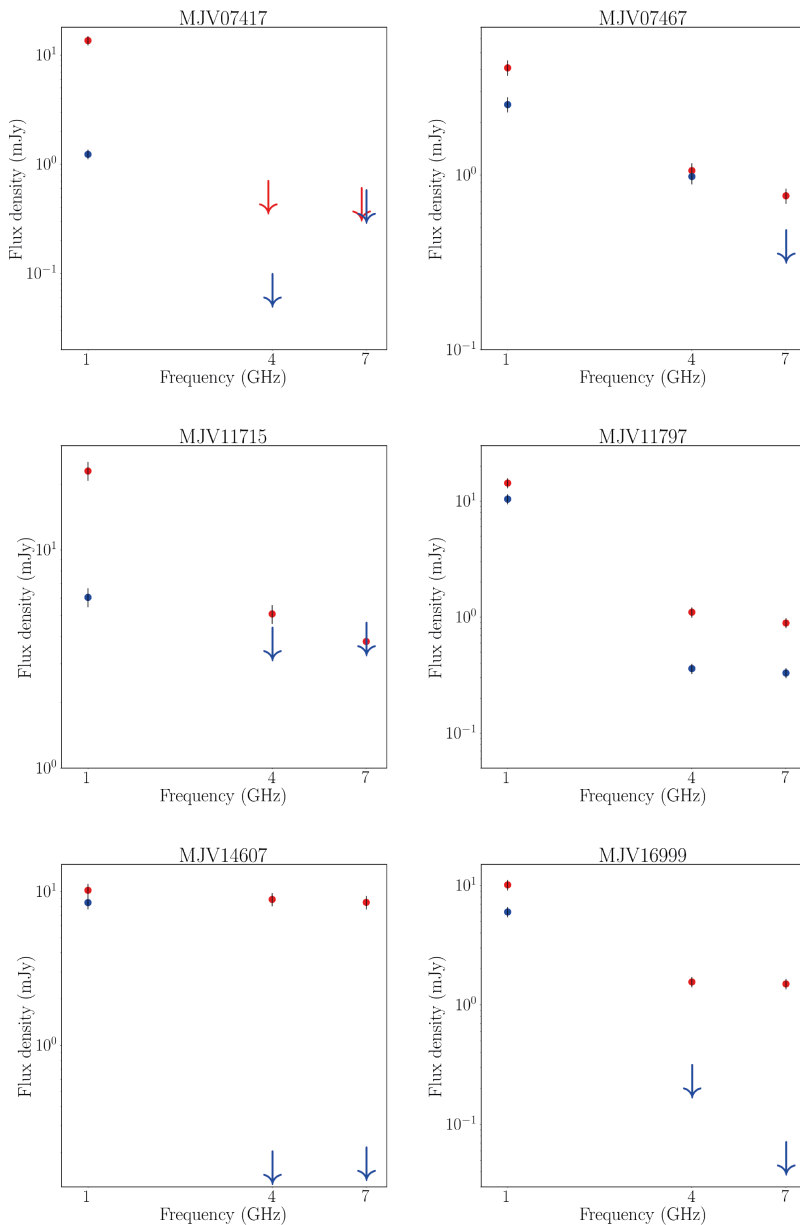 MJV07417
Flux density (mJy)
10¹
10⁰
10⁻¹
1 4 7
Frequency (GHz)
MJV07467
Flux density (mJy)
10⁰
10⁻¹
1 4 7
Frequency (GHz)
MJV11715
Flux density (mJy)
10¹
10⁰
1 4 7
Frequency (GHz)
MJV11797
Flux density (mJy)
10¹
10⁰
10⁻¹
1 4 7
Frequency (GHz)
MJV14607
Flux density (mJy)
10¹
10⁰
1 4 7
Frequency (GHz)
MJV16999
Flux density (mJy)
10¹
10⁰
10⁻¹
1 4 7
Frequency (GHz)